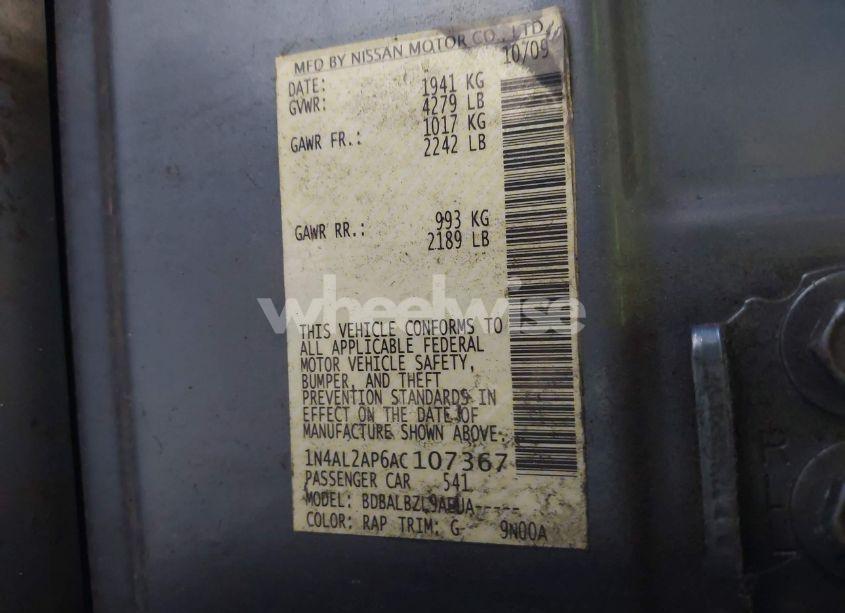 MFD BY NISSAN MOTOR CO., LTD.
DATE: 10/09
GVWR: 1941 KG
4279 LB
GAWR FR.: 1017 KG
2242 LB
GAWR RR.: 993 KG
2189 LB
wheelwise
THIS VEHICLE CONFORMS TO
ALL APPLICABLE FEDERAL
MOTOR VEHICLE SAFETY,
BUMPER, AND THEFT
PREVENTION STANDARDS IN
EFFECT ON THE DATE OF
MANUFACTURE SHOWN ABOVE.
1N4AL2AP6AC107367
PASSENGER CAR 541
MODEL:
COLOR: RAP TRIM: G 9N00A